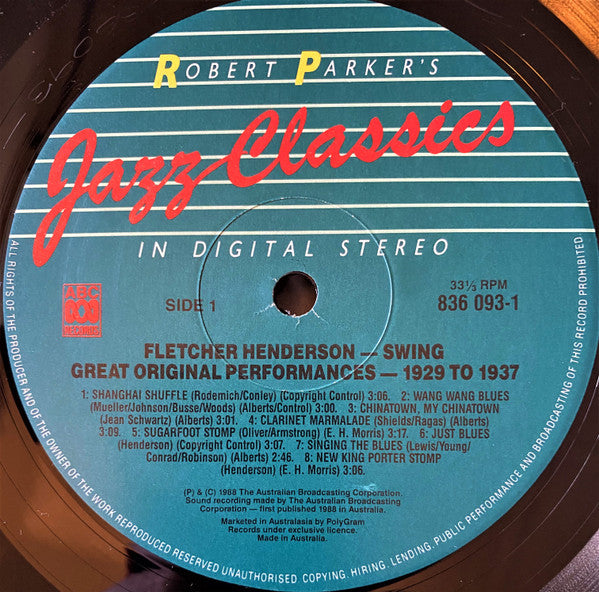 ROBERT PARKER'S
Jazz Classics
IN DIGITAL STEREO
ABC
RECORDS
SIDE 1
33⅓ RPM
836 093-1
FLETCHER HENDERSON — SWING
GREAT ORIGINAL PERFORMANCES — 1929 TO 1937
1: SHANGHAI SHUFFLE (Rodemich/Conley) (Copyright Control) 3:06. 2: WANG WANG BLUES
(Mueller/Johnson/Busse/Woods) (Alberts/Control) 3:00. 3: CHINATOWN, MY CHINATOWN
(Jean Schwartz) (Alberts) 3:01. 4: CLARINET MARMALADE (Shields/Ragas) (Alberts)
3:09. 5: SUGARFOOT STOMP (Oliver/Armstrong) (E. H. Morris) 3:17. 6: JUST BLUES
(Henderson) (Copyright Control) 3:07. 7: SINGING THE BLUES (Lewis/Young/
Conrad/Robinson) (Alberts) 2:46. 8: NEW KING PORTER STOMP
(Henderson) (E. H. Morris) 3:06.
(P) & (C) 1988 The Australian Broadcasting Corporation.
Sound recording made by The Australian Broadcasting
Corporation — first published 1988 in Australia.
Marketed in Australasia by PolyGram
Records under exclusive licence.
Made in Australia.
ALL RIGHTS OF THE PRODUCER AND OF THE OWNER OF THE WORK REPRODUCED RESERVED UNAUTHORISED. COPYING. HIRING. LENDING. PUBLIC PERFORMANCE AND BROADCASTING OF THIS RECORD PROHIBITED